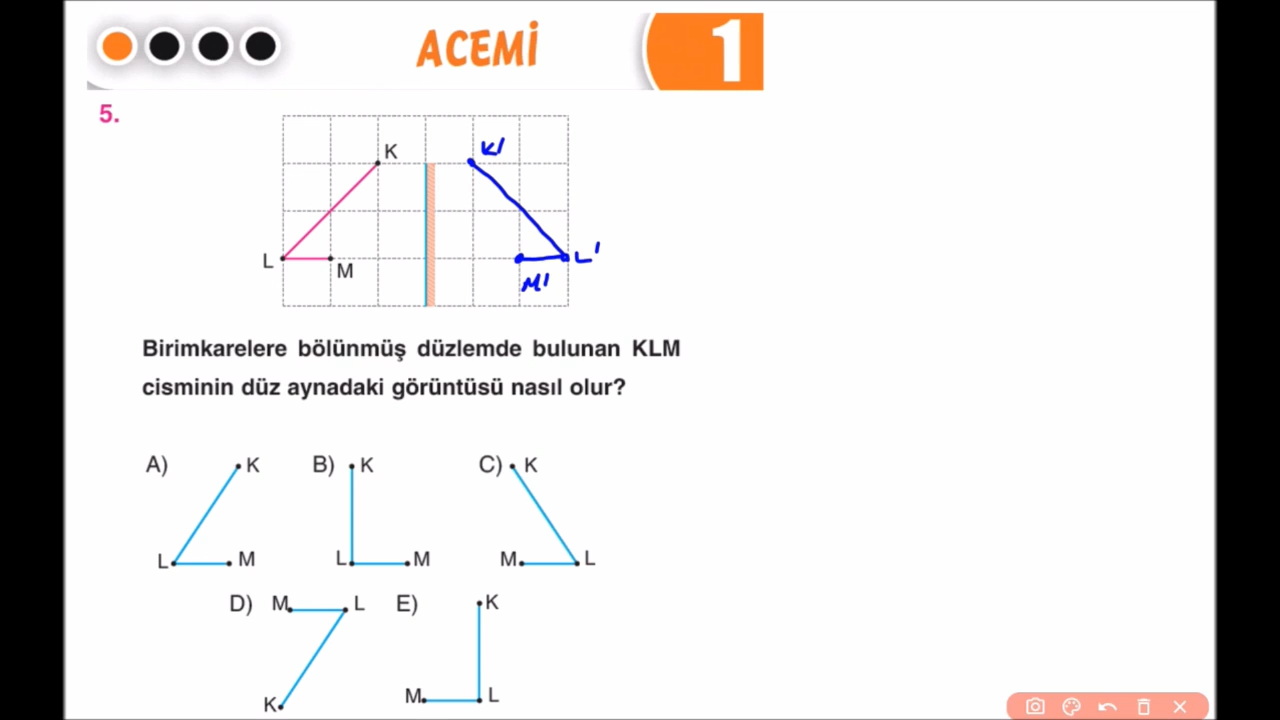 ACEMİ 1
5.
K K'
L M L'
M'
Birimkarelere bölünmüş düzlemde bulunan KLM
cisminin düz aynadaki görüntüsü nasıl olur?
A) K B) K C) K
L M L M M L
D) M L E) K
K M L